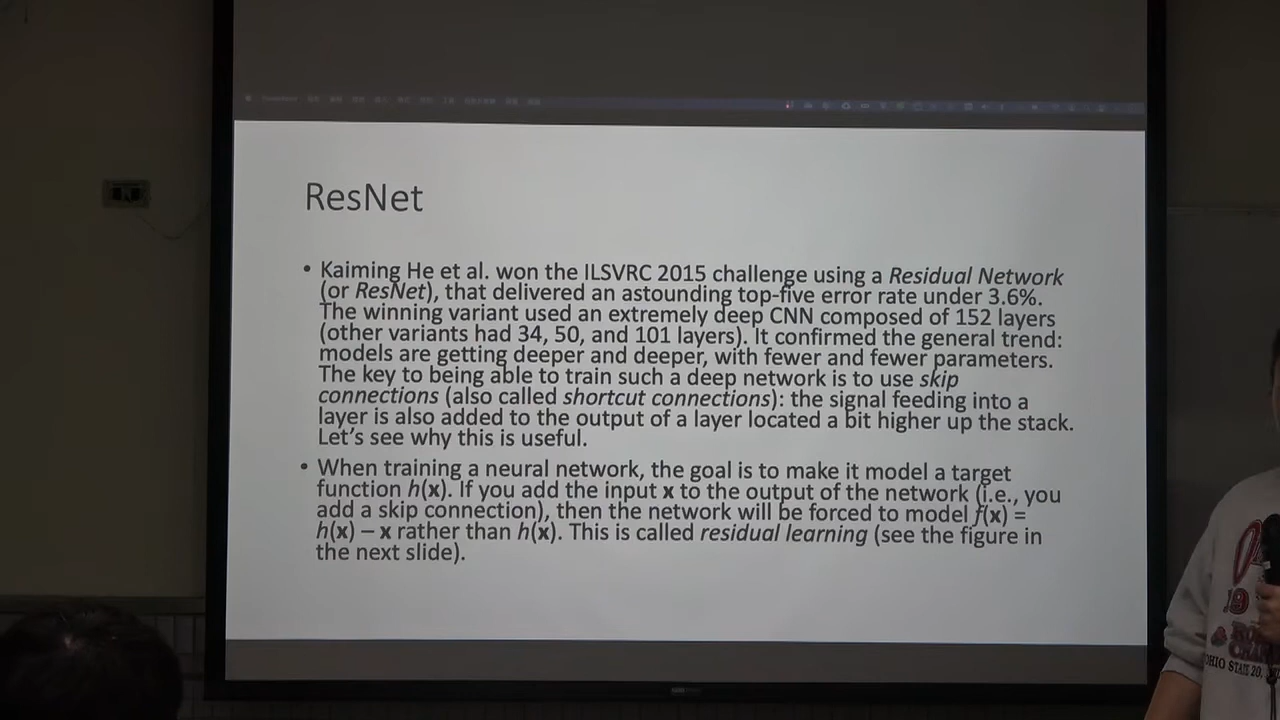 ResNet
• Kaiming He et al. won the ILSVRC 2015 challenge using a Residual Network
(or ResNet), that delivered an astounding top-five error rate under 3.6%.
The winning variant used an extremely deep CNN composed of 152 layers
(other variants had 34, 50, and 101 layers). It confirmed the general trend:
models are getting deeper and deeper, with fewer and fewer parameters.
The key to being able to train such a deep network is to use skip
connections (also called shortcut connections): the signal feeding into a
layer is also added to the output of a layer located a bit higher up the stack.
Let's see why this is useful.
• When training a neural network, the goal is to make it model a target
function h(x). If you add the input x to the output of the network (i.e., you
add a skip connection), then the network will be forced to model f(x) =
h(x) – x rather than h(x). This is called residual learning (see the figure in
the next slide).
19
OHIO STATE 20,